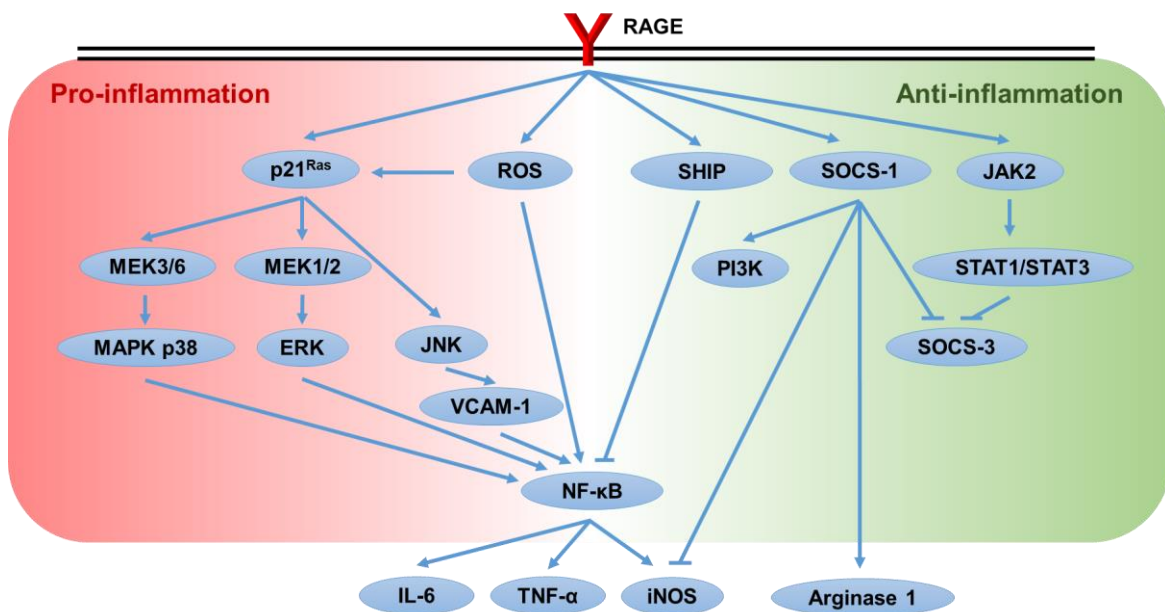 RAGE
Pro-inflammation
Anti-inflammation
p21Ras
ROS
SHIP
SOCS-1
JAK2
MEK3/6
MEK1/2
PI3K
STAT1/STAT3
MAPK p38
ERK
JNK
SOCS-3
VCAM-1
NF-κB
IL-6
TNF-α
iNOS
Arginase 1